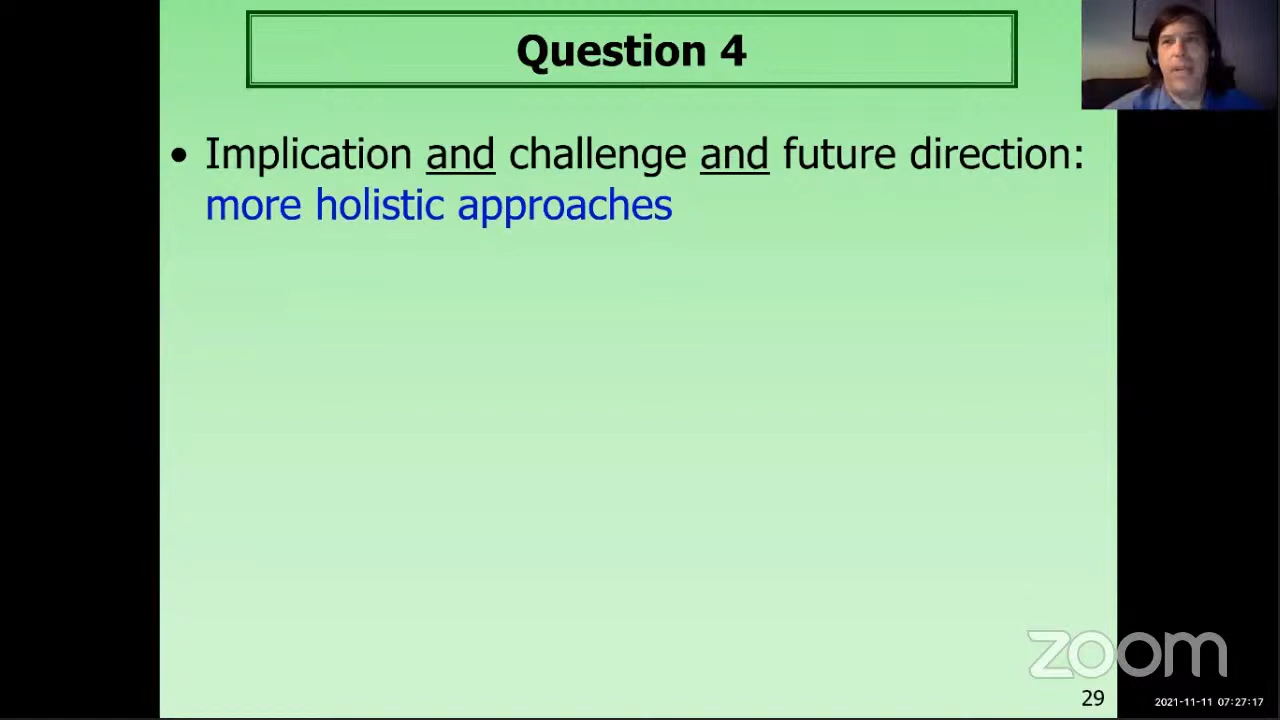 Question 4
• Implication and challenge and future direction:
more holistic approaches
zoom
29
2021-11-11 07:27:17